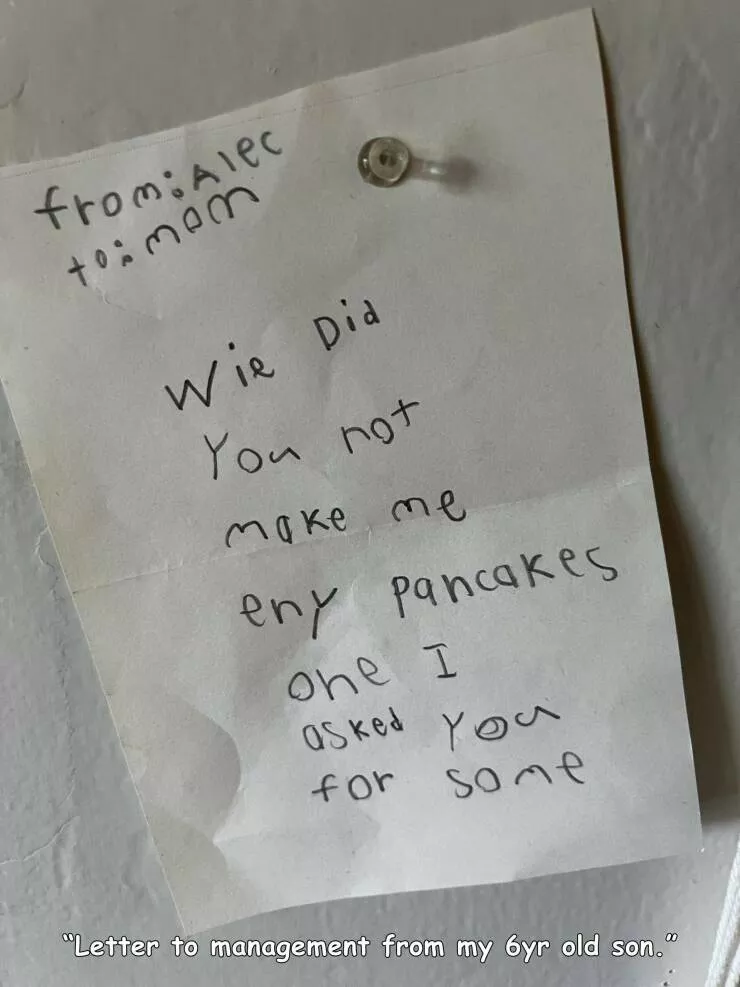 from: Alec
to: mom
Wie Did
You not
make me
eny pancakes
one I
asked you
for some
“Letter to management from my 6yr old son.”